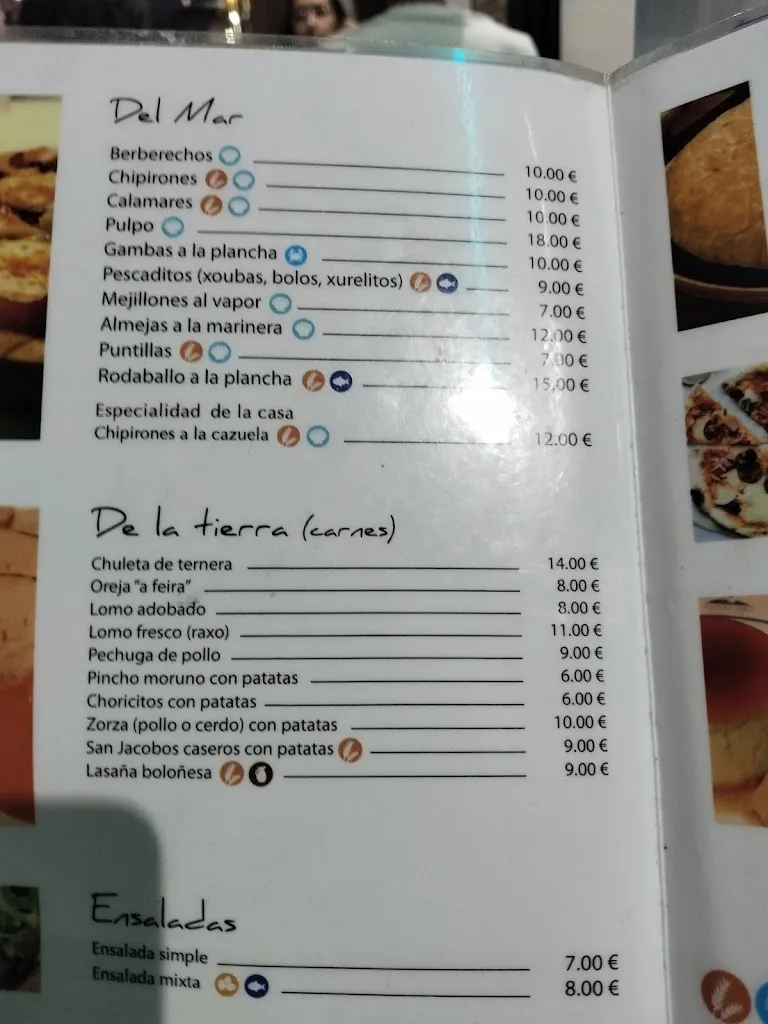 Del Mar
Berberechos 10.00 €
Chipirones 10.00 €
Calamares 10.00 €
Pulpo 18.00 €
Gambas a la plancha 10.00 €
Pescaditos (xoubas, bolos, xurelitos) 9.00 €
Mejillones al vapor 7.00 €
Almejas a la marinera 12.00 €
Puntillas 7.00 €
Rodaballo a la plancha 15.00 €
Especialidad de la casa
Chipirones a la cazuela 12.00 €
De la tierra (carnes)
Chuleta de ternera 14.00 €
Oreja "a feira" 8.00 €
Lomo adobado 8.00 €
Lomo fresco (raxo) 11.00 €
Pechuga de pollo 9.00 €
Pincho moruno con patatas 6.00 €
Choricitos con patatas 6.00 €
Zorza (pollo o cerdo) con patatas 10.00 €
San Jacobos caseros con patatas 9.00 €
Lasaña boloñesa 9.00 €
Ensaladas
Ensalada simple 7.00 €
Ensalada mixta 8.00 €